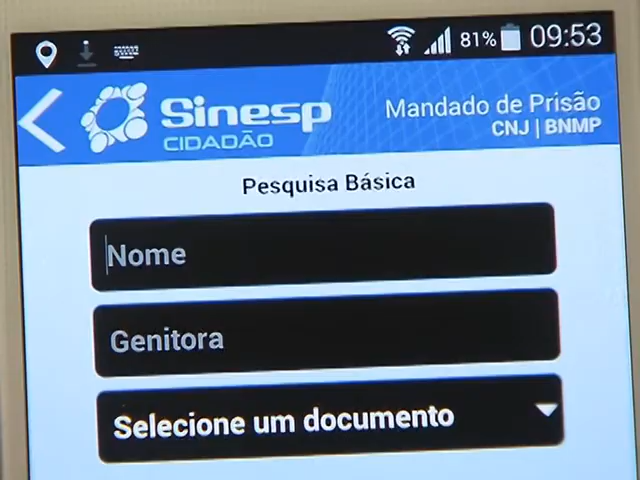 81% 09:53
Sinesp
CIDADÃO
Mandado de Prisão
CNJ | BNMP
Pesquisa Básica
Nome
Genitora
Selecione um documento